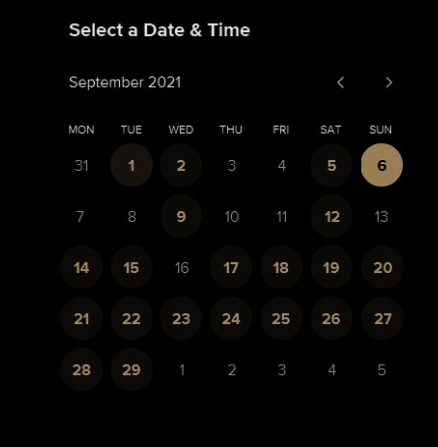 Select a Date & Time
September 2021
MON TUE WED THU FRI SAT SUN
31 1 2 3 4 5 6
7 8 9 10 11 12 13
14 15 16 17 18 19 20
21 22 23 24 25 26 27
28 29 1 2 3 4 5